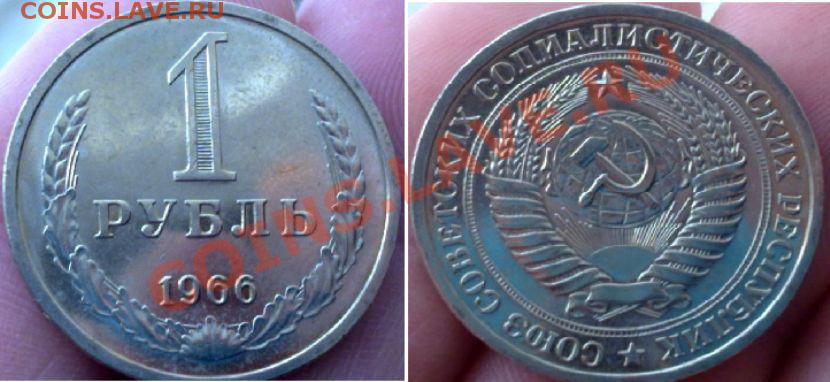 COINS.LAVE.RU
1
РУБЛЬ
1966
СОЮЗ СОВЕТСКИХ СОЦИАЛИСТИЧЕСКИХ РЕСПУБЛИК ★
COINS.LAVE.RU